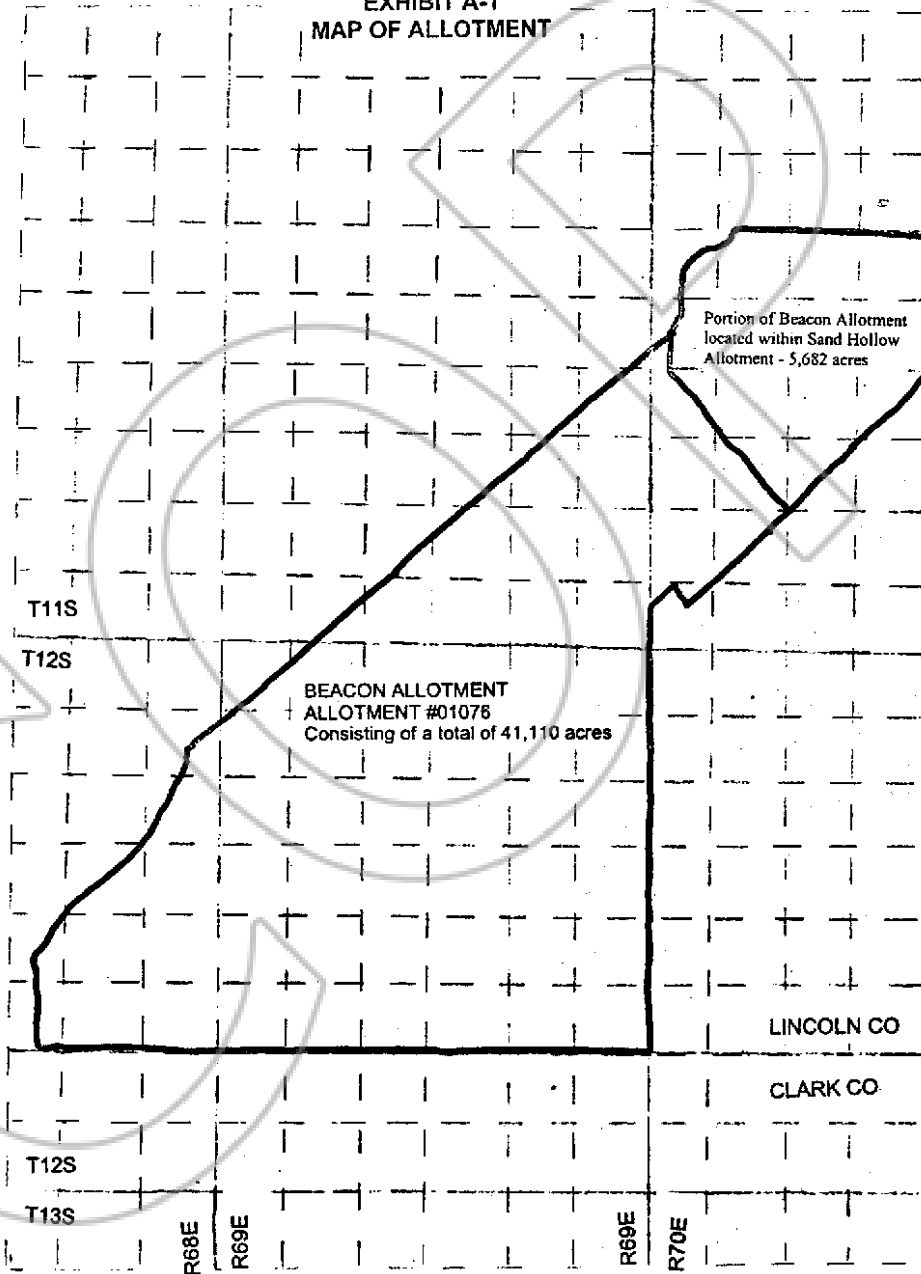 EXHIBIT A-1
MAP OF ALLOTMENT
Portion of Beacon Allotment
located within Sand Hollow
Allotment - 5,682 acres
T11S
T12S
BEACON ALLOTMENT
ALLOTMENT #01076
Consisting of a total of 41,110 acres
LINCOLN CO
CLARK CO
T12S
T13S
R68E
R69E
R69E
R70E